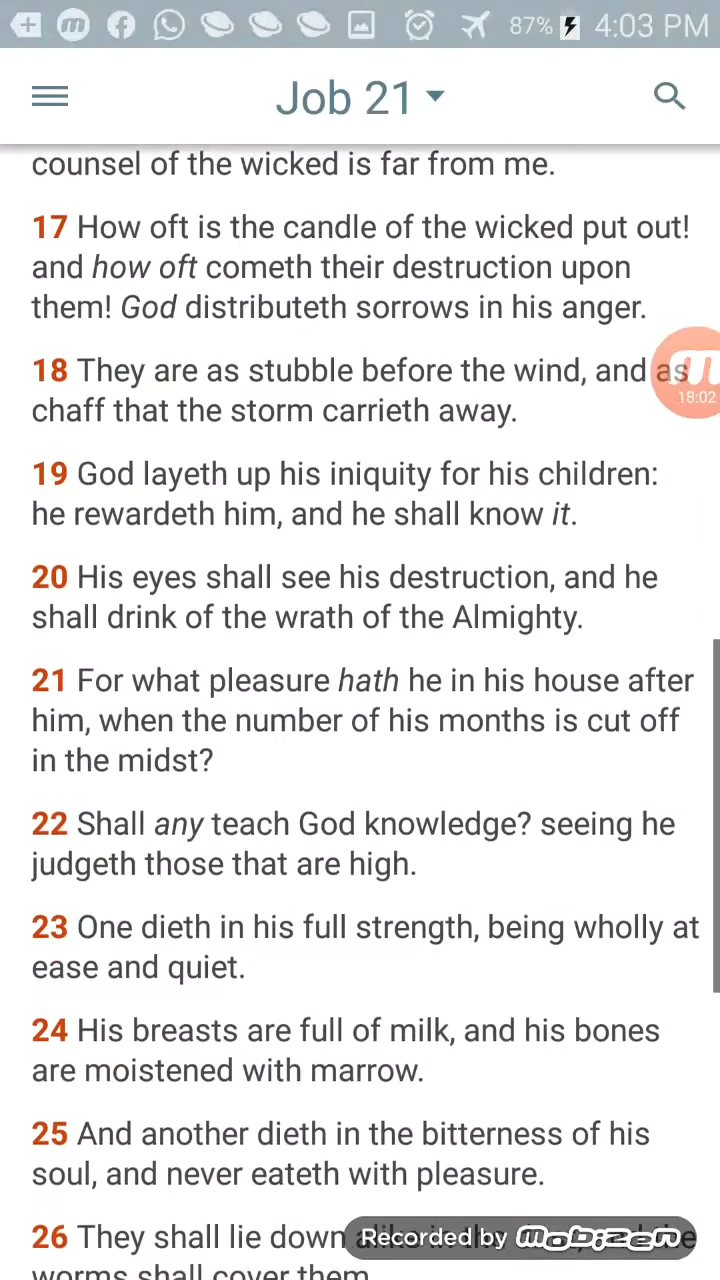 87% 4:03 PM
Job 21
counsel of the wicked is far from me.
17 How oft is the candle of the wicked put out!
and how oft cometh their destruction upon
them! God distributeth sorrows in his anger.
18 They are as stubble before the wind, and as
chaff that the storm carrieth away.
18:02
19 God layeth up his iniquity for his children:
he rewardeth him, and he shall know it.
20 His eyes shall see his destruction, and he
shall drink of the wrath of the Almighty.
21 For what pleasure hath he in his house after
him, when the number of his months is cut off
in the midst?
22 Shall any teach God knowledge? seeing he
judgeth those that are high.
23 One dieth in his full strength, being wholly at
ease and quiet.
24 His breasts are full of milk, and his bones
are moistened with marrow.
25 And another dieth in the bitterness of his
soul, and never eateth with pleasure.
26 They shall lie down
Recorded by mobizen
worms shall cover them